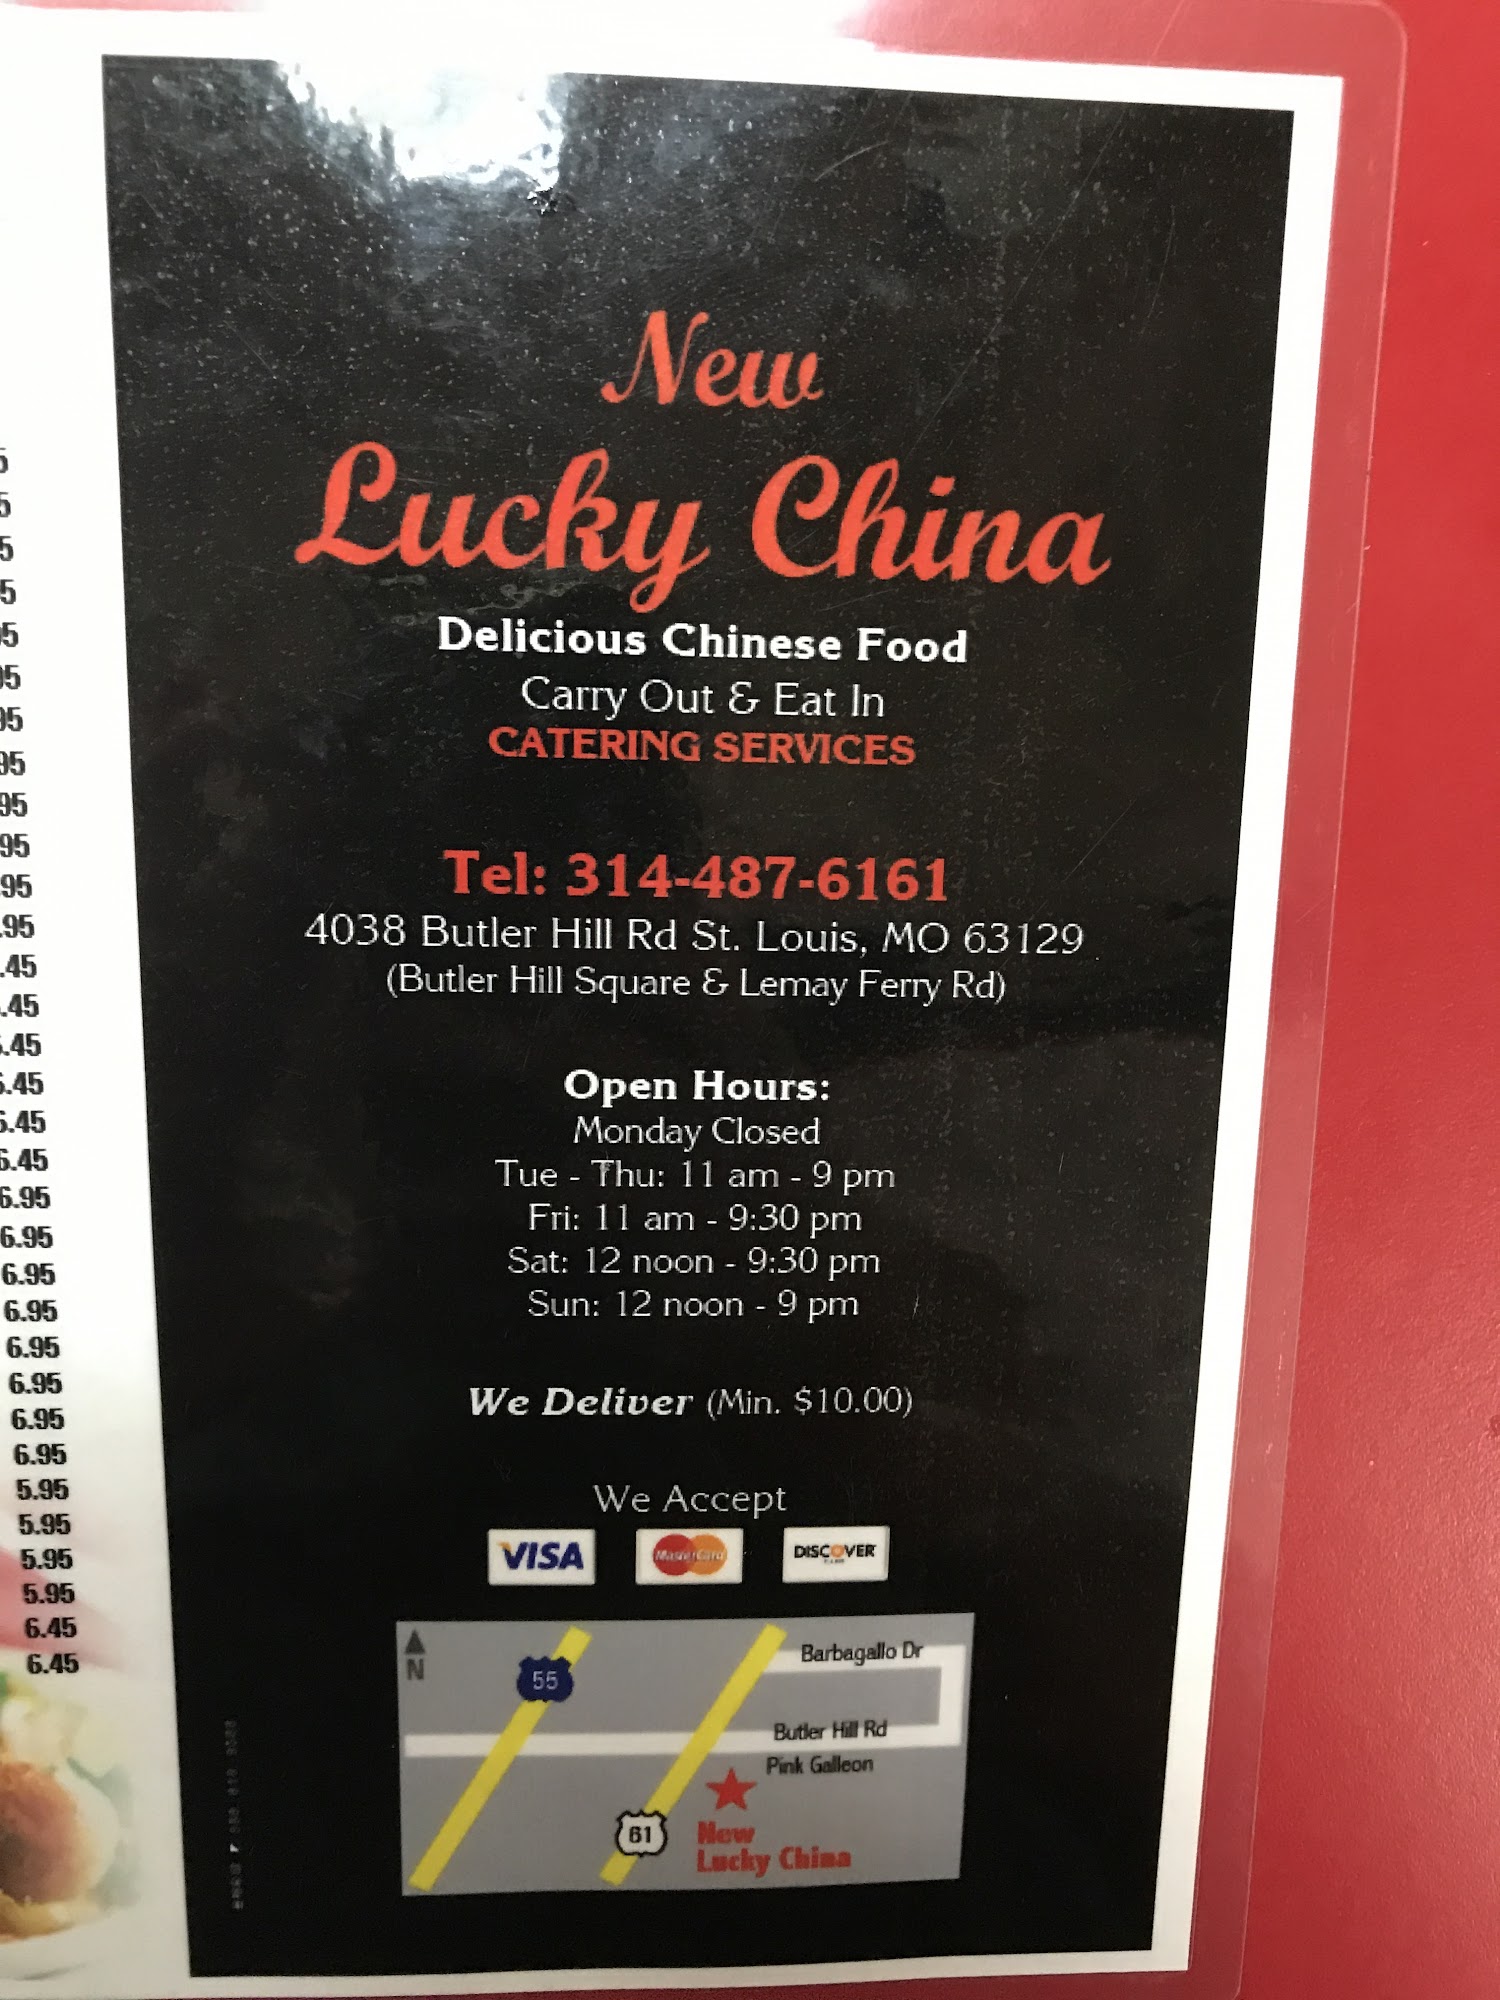 New
Lucky China
Delicious Chinese Food
Carry Out & Eat In
CATERING SERVICES
Tel: 314-487-6161
4038 Butler Hill Rd St. Louis, MO 63129
(Butler Hill Square & Lemay Ferry Rd)
Open Hours:
Monday Closed
Tue - Thu: 11 am - 9 pm
Fri: 11 am - 9:30 pm
Sat: 12 noon - 9:30 pm
Sun: 12 noon - 9 pm
We Deliver (Min. $10.00)
We Accept
VISA MasterCard DISCOVER
N
55
Barbagallo Dr
Butler Hill Rd
Pink Galleon
61
New
Lucky China
6.95
6.95
6.95
6.95
6.95
6.95
6.95
6.95
5.95
5.95
5.95
5.95
6.45
6.45